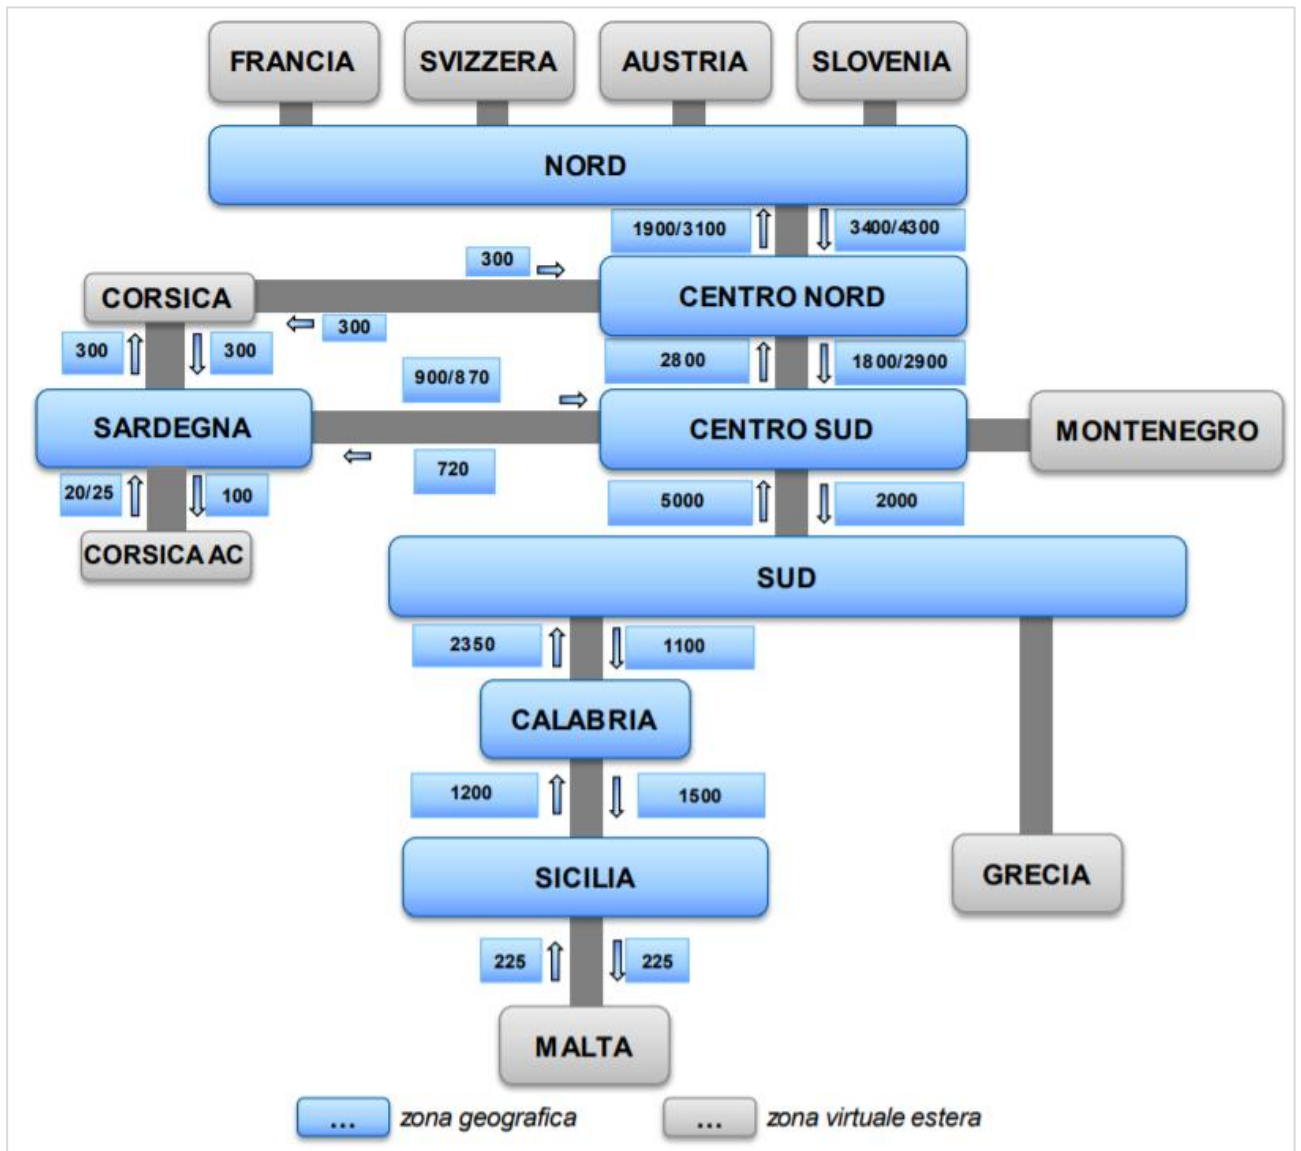 FRANCIA
SVIZZERA
AUSTRIA
SLOVENIA
NORD
1900/3100
3400/4300
300
CENTRO NORD
CORSICA
300
300
300
2800
1800/2900
900/870
SARDEGNA
CENTRO SUD
MONTENEGRO
720
20/25
100
5000
2000
CORSICA AC
SUD
2350
1100
CALABRIA
1200
1500
SICILIA
GRECIA
225
225
MALTA
... zona geografica
... zona virtuale estera